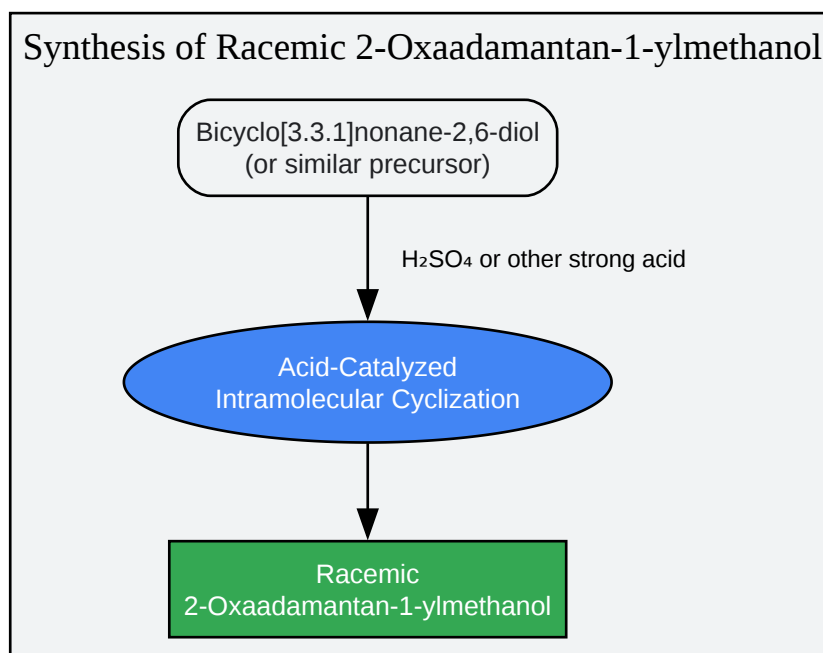 Synthesis of Racemic 2-Oxaadamantan-1-ylmethanol
Bicyclo[3.3.1]nonane-2,6-diol
(or similar precursor)
H₂SO₄ or other strong acid
Acid-Catalyzed
Intramolecular Cyclization
Racemic
2-Oxaadamantan-1-ylmethanol